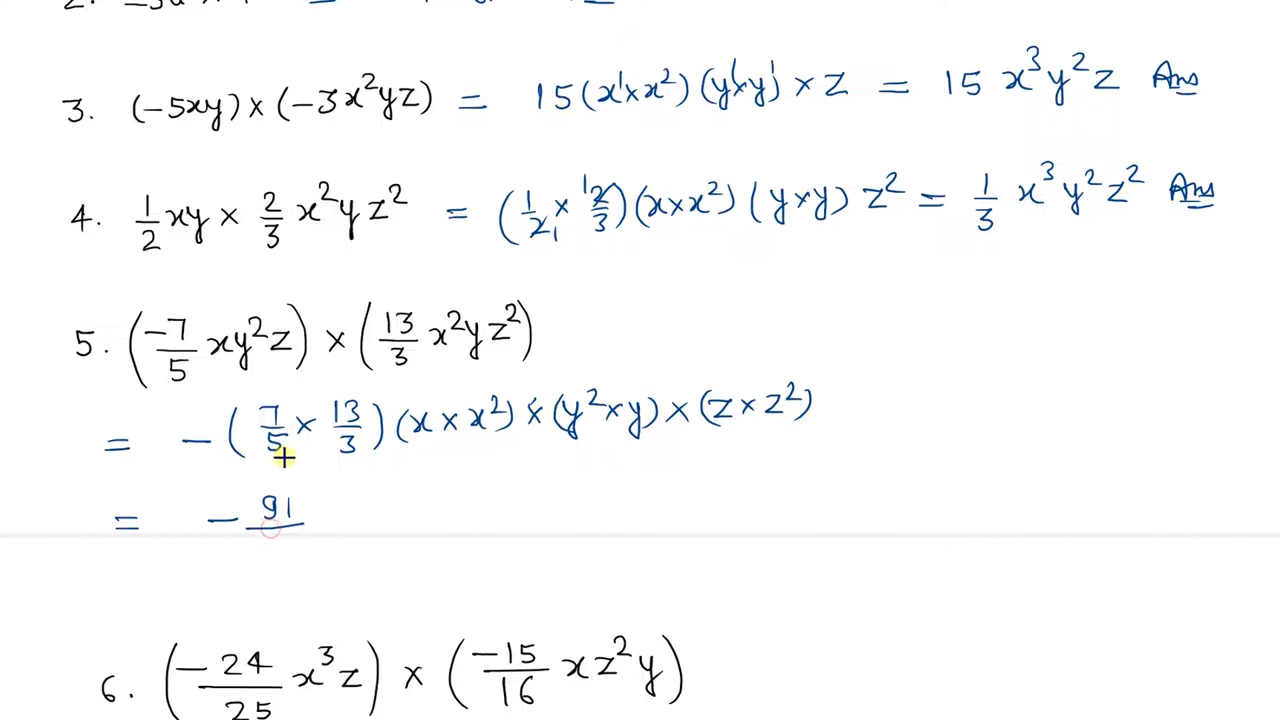 3. (-5xy) × (-3x²yz) = 15(x¹×x²)(y¹×y¹) × z = 15 x³y²z Ans
4. 1/2 xy × 2/3 x²yz² = (1/2 1 × 1 2/3)(x×x²)(y×y) z² = 1/3 x³y²z² Ans
5. (-7/5 xy²z) × (13/3 x²yz²)
= -(7/5 × 13/3)(x × x²) × (y²×y) × (z × z²)
= - 91
6. (-24/25 x³z) × (-15/16 xz²y)